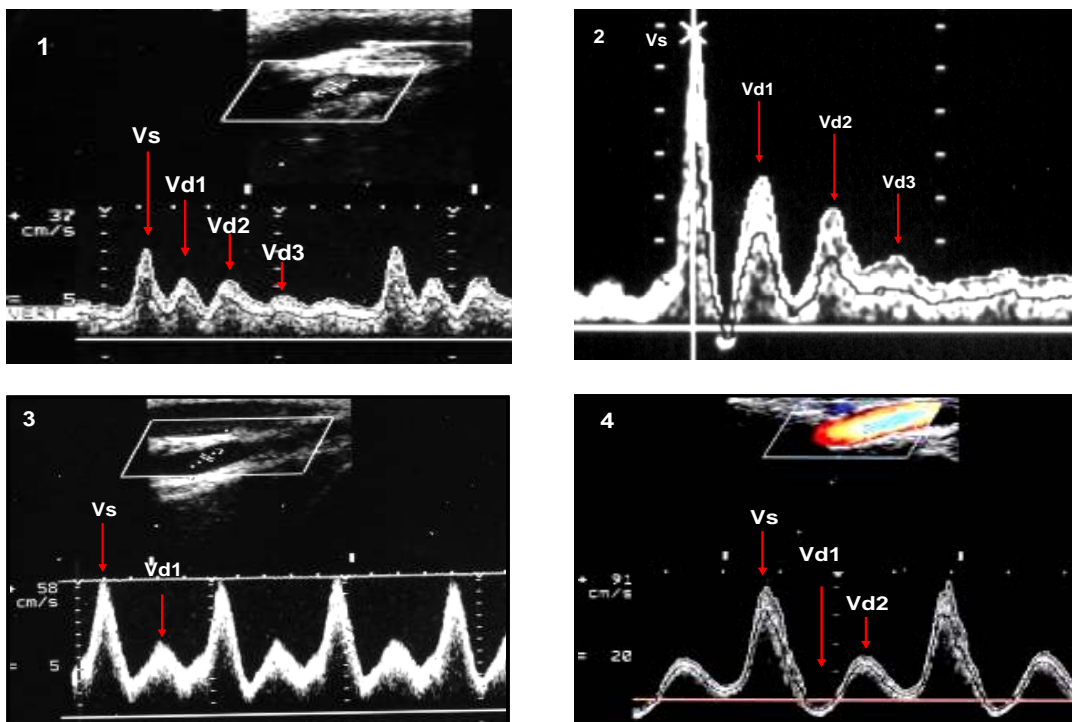 1
Vs
Vd1
Vd2
Vd3
+ 37
cm/s
= 5
2
Vs
Vd1
Vd2
Vd3
3
Vs
Vd1
+ 58
cm/s
= 5
4
Vs
Vd1
Vd2
+ 91
cm/s
= 20